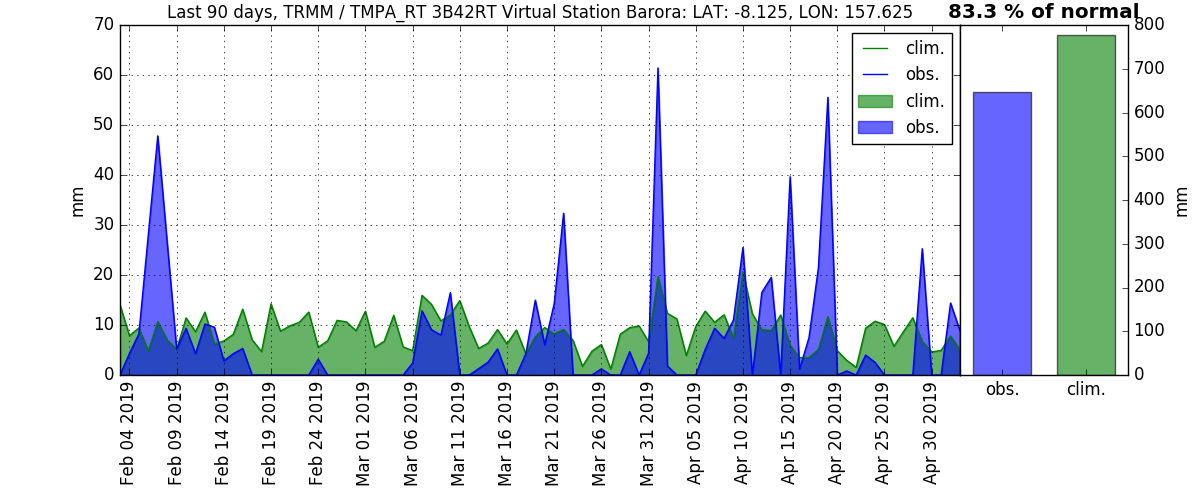 Last 90 days, TRMM / TMPA_RT 3B42RT Virtual Station Barora: LAT: -8.125, LON: 157.625
83.3 % of normal
70
60
50
40
30
20
10
0
mm
clim.
obs.
clim.
obs.
Feb 04 2019
Feb 09 2019
Feb 14 2019
Feb 19 2019
Feb 24 2019
Mar 01 2019
Mar 06 2019
Mar 11 2019
Mar 16 2019
Mar 21 2019
Mar 26 2019
Mar 31 2019
Apr 05 2019
Apr 10 2019
Apr 15 2019
Apr 20 2019
Apr 25 2019
Apr 30 2019
800
700
600
500
400
300
200
100
0
mm
obs.
clim.